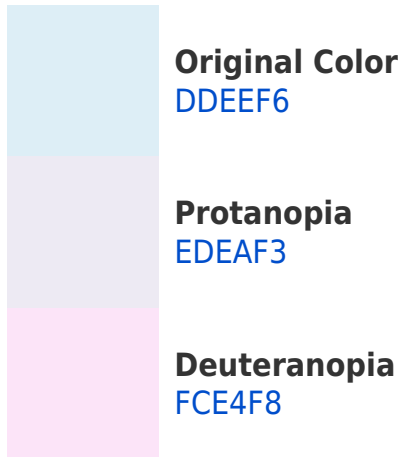 Original Color
DDEEF6
Protanopia
EDEAF3
Deuteranopia
FCE4F8